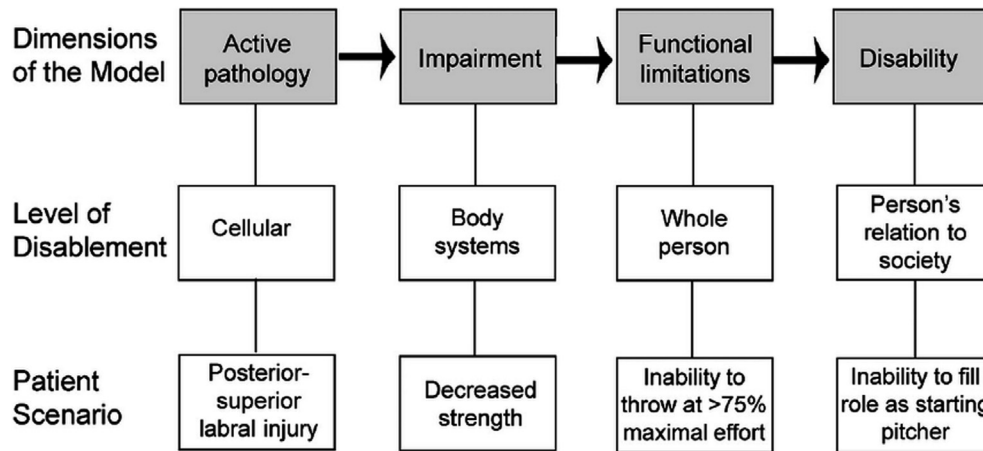 Dimensions
of the Model
Active
pathology
Impairment
Functional
limitations
Disability
Level of
Disablement
Cellular
Body
systems
Whole
person
Person's
relation to
society
Patient
Scenario
Posterior-
superior
labral injury
Decreased
strength
Inability to
throw at >75%
maximal effort
Inability to fill
role as starting
pitcher